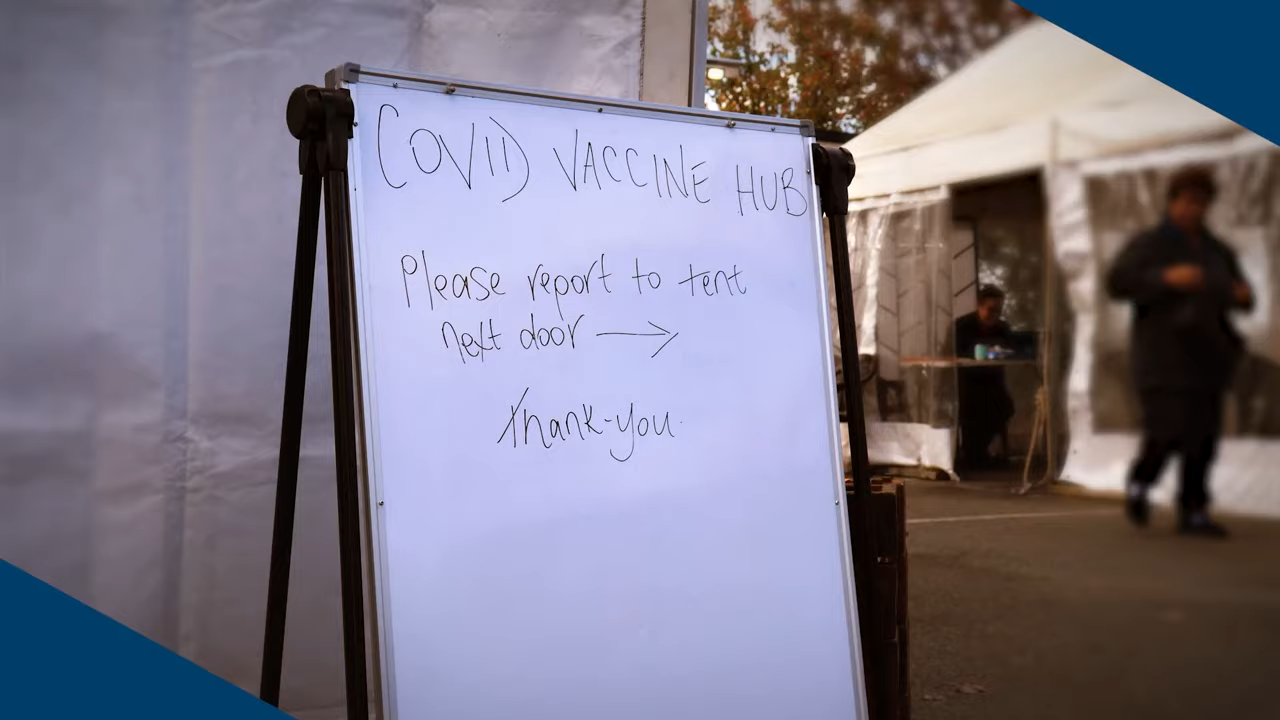 COVID VACCINE HUB
Please report to tent
next door →
Thank-you.